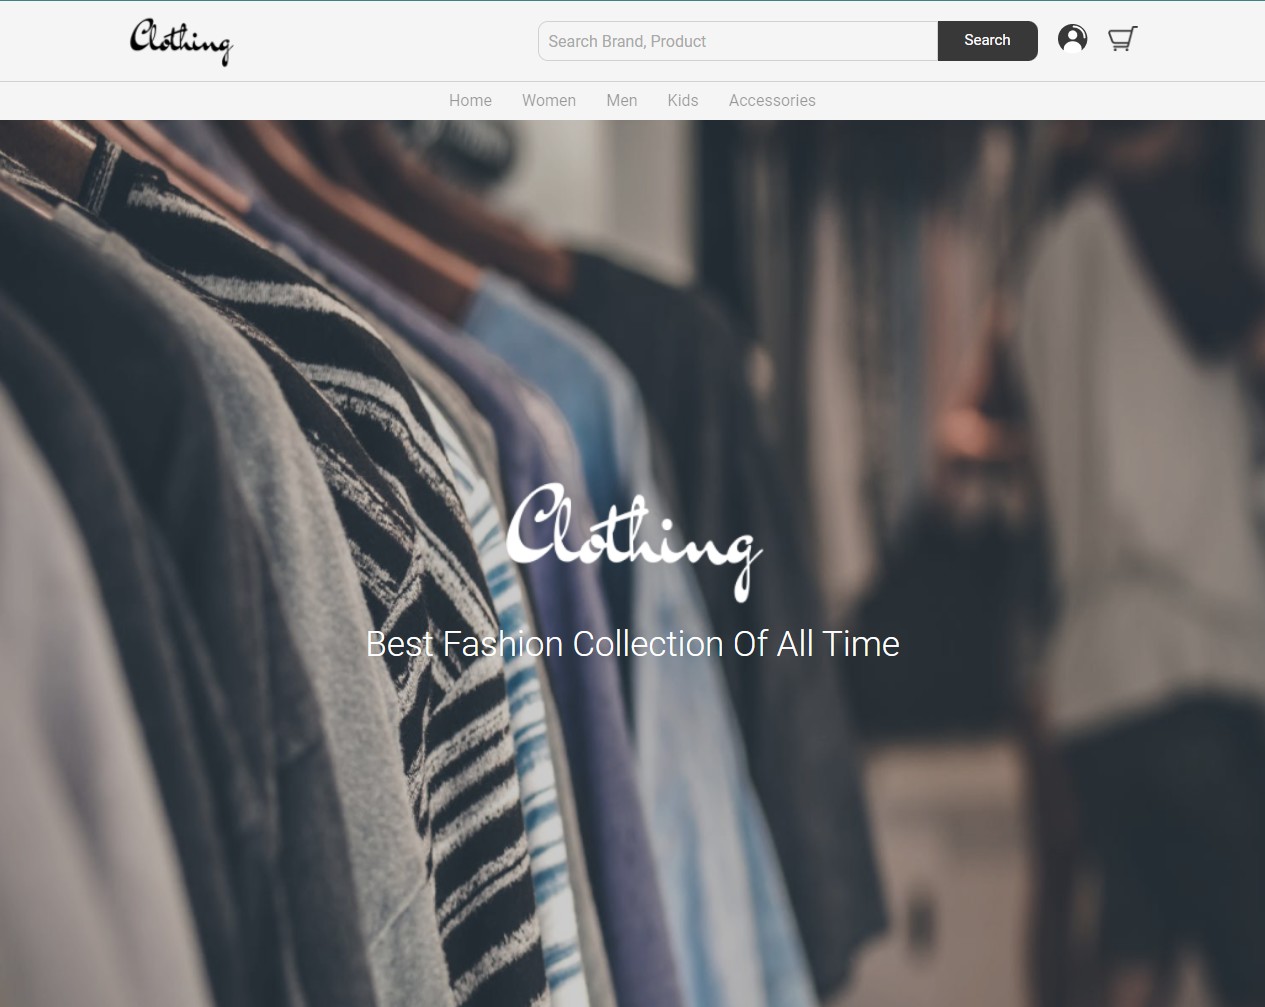 Clothing
Search Brand, Product
Search
Home Women Men Kids Accessories
Clothing
Best Fashion Collection Of All Time